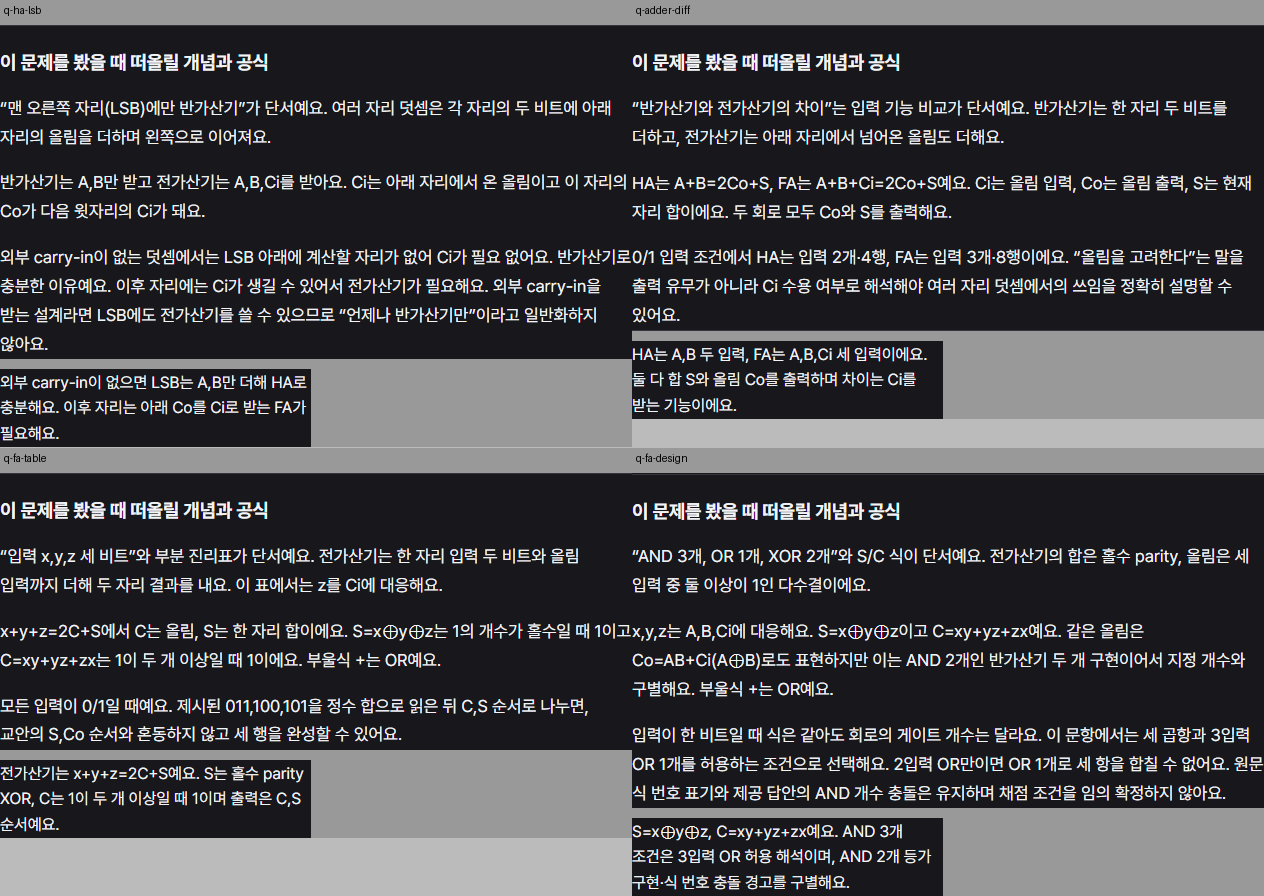 q-ha-lsb
이 문제를 봤을 때 떠올릴 개념과 공식
“맨 오른쪽 자리(LSB)에만 반가산기”가 단서예요. 여러 자리 덧셈은 각 자리의 두 비트에 아래
자리의 올림을 더하며 왼쪽으로 이어져요.
반가산기는 A,B만 받고 전가산기는 A,B,Ci를 받아요. Ci는 아래 자리에서 온 올림이고 이 자리의
Co가 다음 윗자리의 Ci가 돼요.
외부 carry-in이 없는 덧셈에서는 LSB 아래에 계산할 자리가 없어 Ci가 필요 없어요. 반가산기로
충분한 이유예요. 이후 자리에는 Ci가 생길 수 있어서 전가산기가 필요해요. 외부 carry-in을
받는 설계라면 LSB에도 전가산기를 쓸 수 있으므로 “언제나 반가산기만”이라고 일반화하지
않아요.
외부 carry-in이 없으면 LSB는 A,B만 더해 HA로
충분해요. 이후 자리는 아래 Co를 Ci로 받는 FA가
필요해요.
q-adder-diff
이 문제를 봤을 때 떠올릴 개념과 공식
“반가산기와 전가산기의 차이”는 입력 기능 비교가 단서예요. 반가산기는 한 자리 두 비트를
더하고, 전가산기는 아래 자리에서 넘어온 올림도 더해요.
HA는 A+B=2Co+S, FA는 A+B+Ci=2Co+S예요. Ci는 올림 입력, Co는 올림 출력, S는 현재
자리 합이에요. 두 회로 모두 Co와 S를 출력해요.
0/1 입력 조건에서 HA는 입력 2개·4행, FA는 입력 3개·8행이에요. “올림을 고려한다”는 말을
출력 유무가 아니라 Ci 수용 여부로 해석해야 여러 자리 덧셈에서의 쓰임을 정확히 설명할 수
있어요.
HA는 A,B 두 입력, FA는 A,B,Ci 세 입력이에요.
둘 다 합 S와 올림 Co를 출력하며 차이는 Ci를
받는 기능이에요.
q-fa-table
이 문제를 봤을 때 떠올릴 개념과 공식
“입력 x,y,z 세 비트”와 부분 진리표가 단서예요. 전가산기는 한 자리 입력 두 비트와 올림
입력까지 더해 두 자리 결과를 내요. 이 표에서는 z를 Ci에 대응해요.
x+y+z=2C+S에서 C는 올림, S는 한 자리 합이에요. S=x⊕y⊕z는 1의 개수가 홀수일 때 1이고
C=xy+yz+zx는 1이 두 개 이상일 때 1이에요. 부울식 +는 OR예요.
모든 입력이 0/1일 때예요. 제시된 011,100,101을 정수 합으로 읽은 뒤 C,S 순서로 나누면,
교안의 S,Co 순서와 혼동하지 않고 세 행을 완성할 수 있어요.
전가산기는 x+y+z=2C+S예요. S는 홀수 parity
XOR, C는 1이 두 개 이상일 때 1이며 출력은 C,S
순서예요.
q-fa-design
이 문제를 봤을 때 떠올릴 개념과 공식
“AND 3개, OR 1개, XOR 2개”와 S/C 식이 단서예요. 전가산기의 합은 홀수 parity, 올림은 세
입력 중 둘 이상이 1인 다수결이에요.
x,y,z는 A,B,Ci에 대응해요. S=x⊕y⊕z이고 C=xy+yz+zx예요. 같은 올림은
Co=AB+Ci(A⊕B)로도 표현하지만 이는 AND 2개인 반가산기 두 개 구현이어서 지정 개수와
구별해요. 부울식 +는 OR예요.
입력이 한 비트일 때 식은 같아도 회로의 게이트 개수는 달라요. 이 문항에서는 세 곱항과 3입력
OR 1개를 허용하는 조건으로 선택해요. 2입력 OR만이면 OR 1개로 세 항을 합칠 수 없어요. 원문
식 번호 표기와 제공 답안의 AND 개수 충돌은 유지하며 채점 조건을 임의 확정하지 않아요.
S=x⊕y⊕z, C=xy+yz+zx예요. AND 3개
조건은 3입력 OR 허용 해석이며, AND 2개 등가
구현·식 번호 충돌 경고를 구별해요.